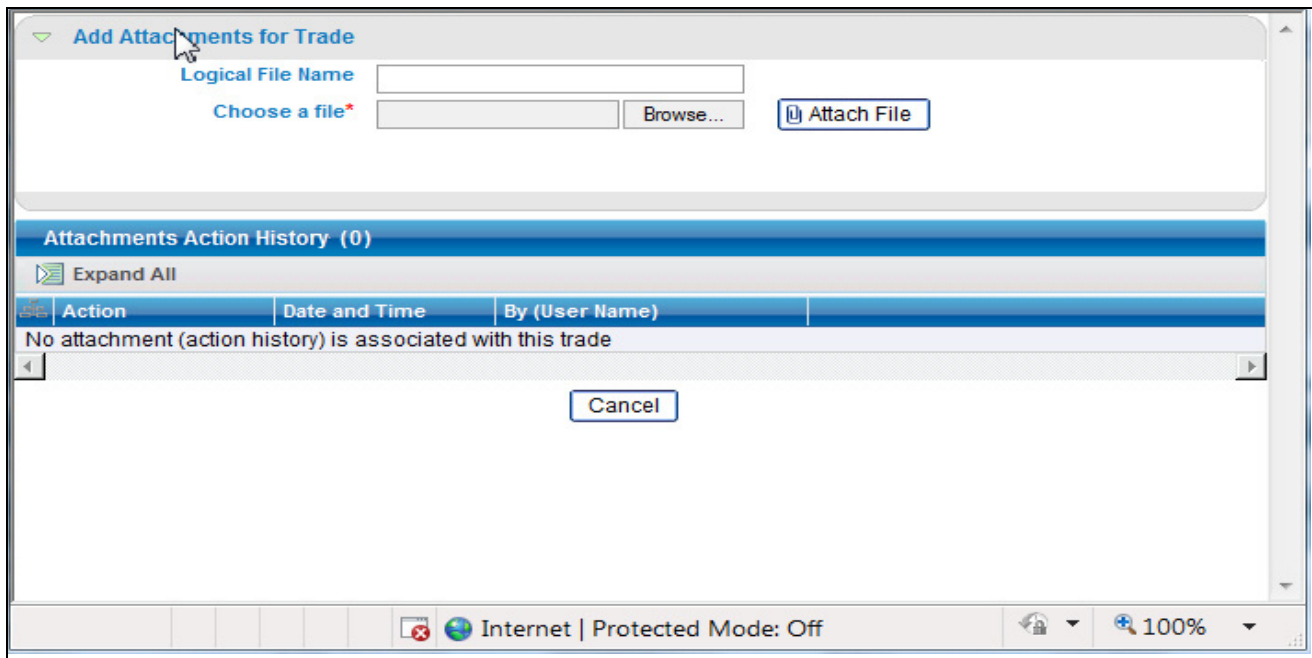 Add Attachments for Trade
Logical File Name
Choose a file* Browse... Attach File
Attachments Action History (0)
Expand All
Action Date and Time By (User Name)
No attachment (action history) is associated with this trade
Cancel
Internet | Protected Mode: Off 100%